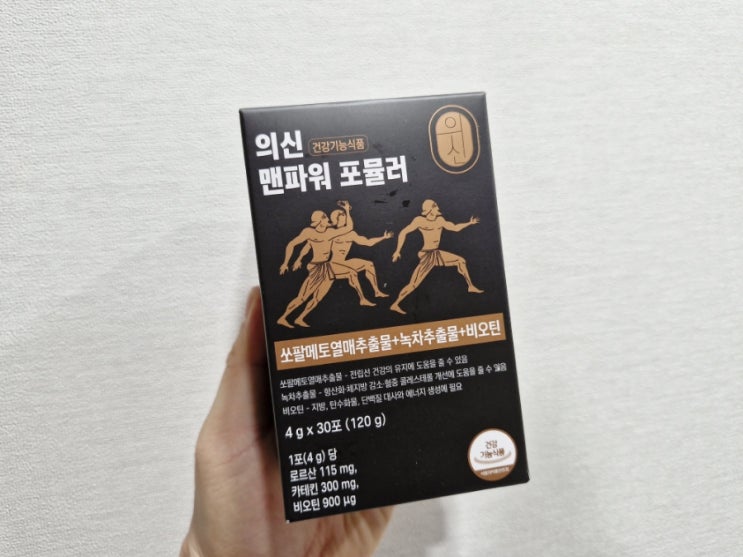 의신 건강기능식품
의신
맨파워 포뮬러
쏘팔메토열매추출물+녹차추출물+비오틴
쏘팔메토열매추출물 - 전립선 건강의 유지에 도움을 줄 수 있음
녹차추출물 - 항산화·체지방 감소·혈중 콜레스테롤 개선에 도움을 줄 수 있음
비오틴 - 지방, 탄수화물, 단백질 대사와 에너지 생성에 필요
4 g x 30포 (120 g)
1포(4 g) 당
로르산 115 mg,
카테킨 300 mg,
비오틴 900 μg
건강
기능식품